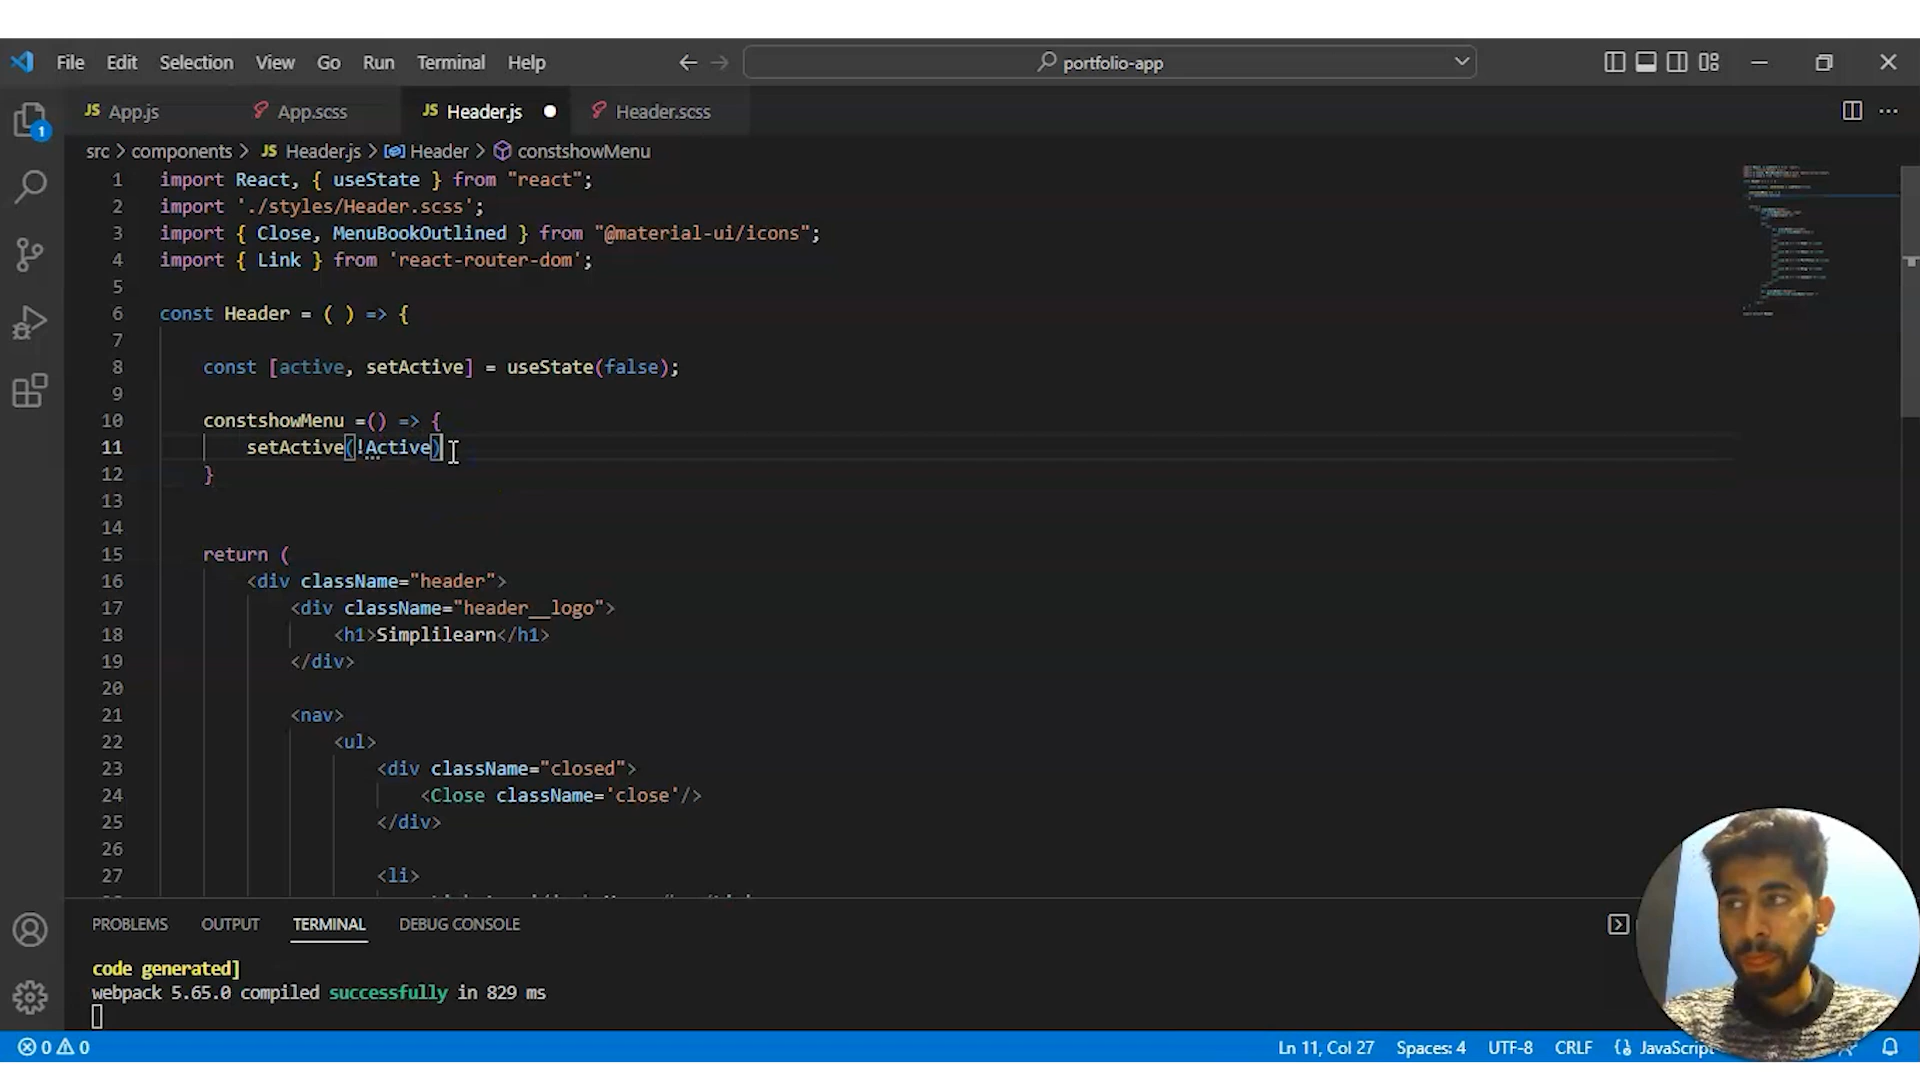 File Edit Selection View Go Run Terminal Help
portfolio-app
JS App.js App.scss JS Header.js Header.scss
1
src > components > JS Header.js > Header > constshowMenu
1 import React, { useState } from "react";
2 import './styles/Header.scss';
3 import { Close, MenuBookOutlined } from "@material-ui/icons";
4 import { Link } from 'react-router-dom';
5
6 const Header = ( ) => {
7
8 const [active, setActive] = useState(false);
9
10 constshowMenu =() => {
11 setActive(!Active)
12 }
13
14
15 return (
16 <div className="header">
17 <div className="header__logo">
18 <h1>Simplilearn</h1>
19 </div>
20
21 <nav>
22 <ul>
23 <div className="closed">
24 <Close className='close'/>
25 </div>
26
27 <li>
PROBLEMS OUTPUT TERMINAL DEBUG CONSOLE
code generated]
webpack 5.65.0 compiled successfully in 829 ms
0 0 Ln 11, Col 27 Spaces: 4 UTF-8 CRLF JavaScript